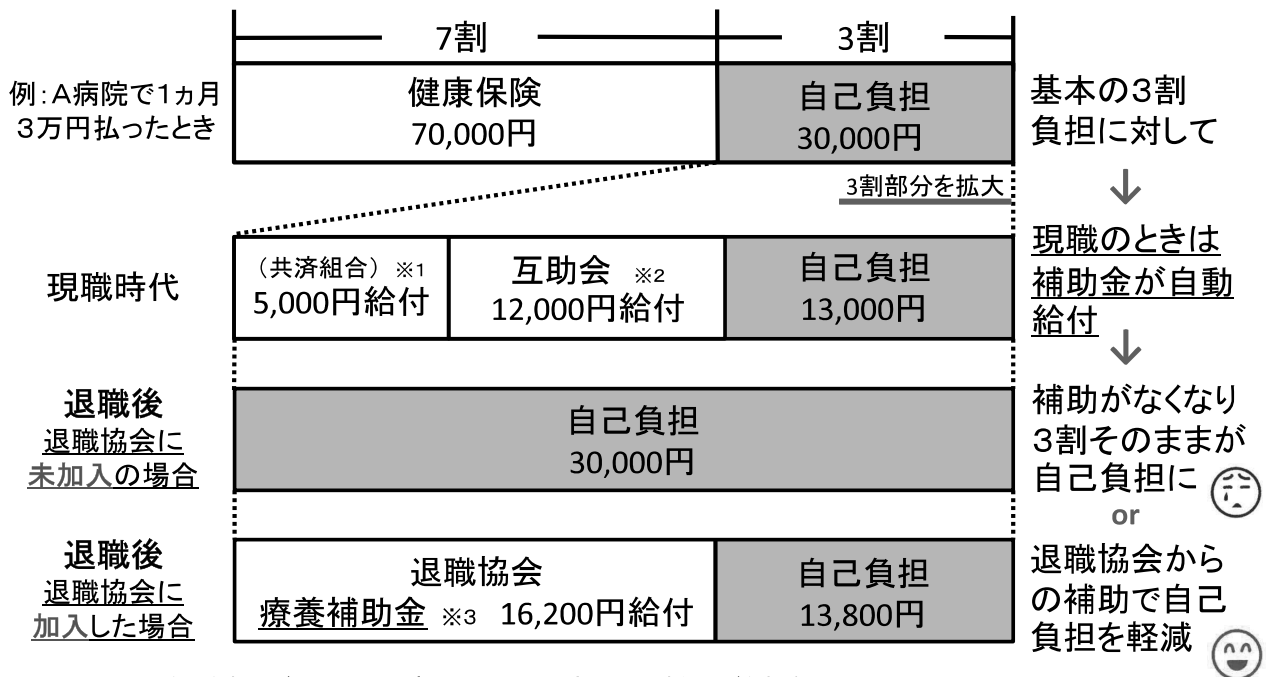 7割
3割
例:A病院で1ヵ月
3万円払ったとき
健康保険
70,000円
自己負担
30,000円
基本の3割
負担に対して
3割部分を拡大
現職時代
(共済組合) ※1
5,000円給付
互助会 ※2
12,000円給付
自己負担
13,000円
現職のときは
補助金が自動
給付
退職後
退職協会に
未加入の場合
自己負担
30,000円
補助がなくなり
3割そのままが
自己負担に
or
退職後
退職協会に
加入した場合
退職協会
療養補助金 ※3 16,200円給付
自己負担
13,800円
退職協会から
の補助で自己
負担を軽減